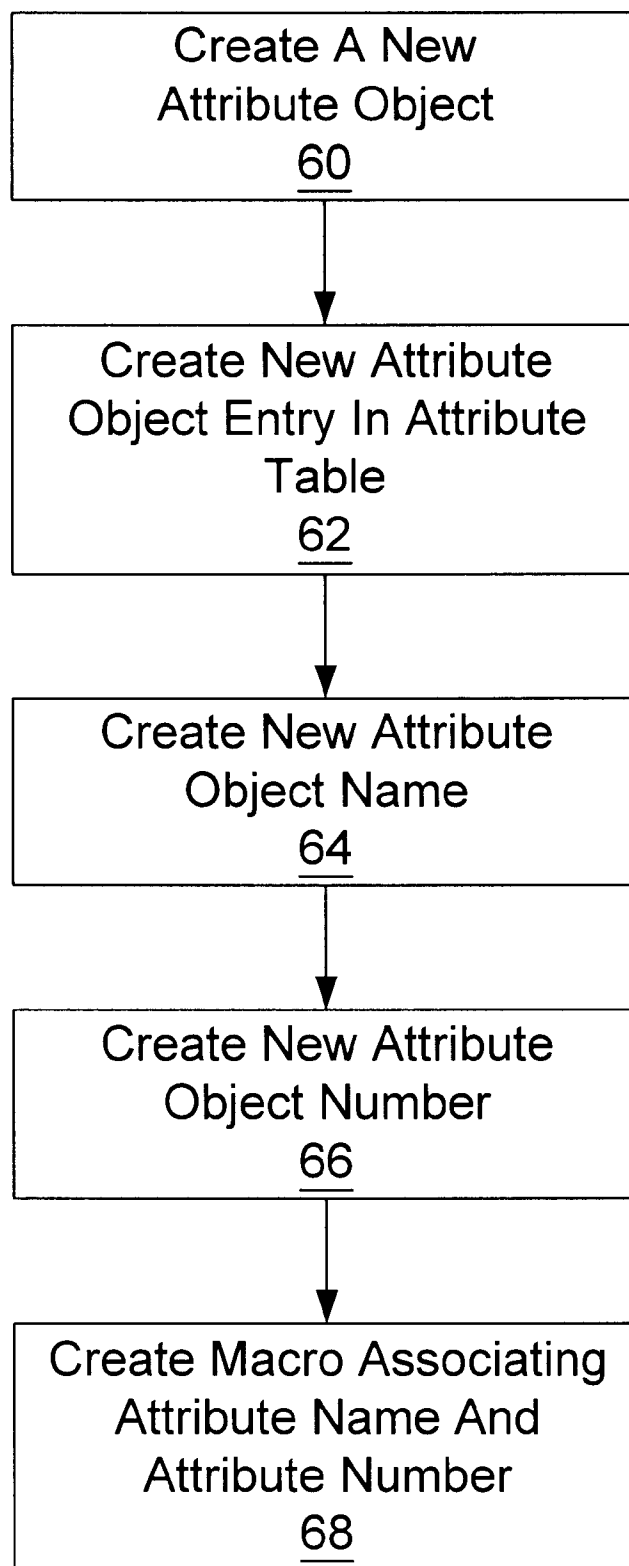 Create A New
Attribute Object
60
Create New Attribute
Object Entry In Attribute
Table
62
Create New Attribute
Object Name
64
Create New Attribute
Object Number
66
Create Macro Associating
Attribute Name And
Attribute Number
68